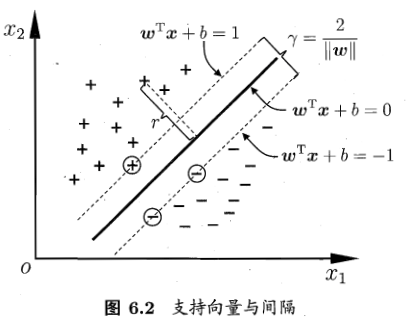 x₂
wᵀx + b = 1
γ = 2/‖w‖
r
wᵀx + b = 0
wᵀx + b = −1
O
x₁
图 6.2 支持向量与间隔